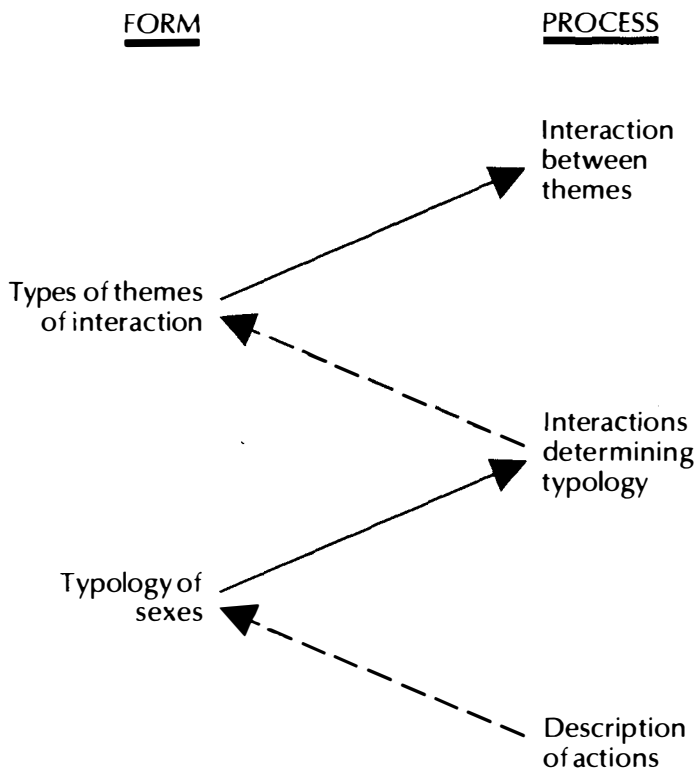 FORM
PROCESS
Interaction
between
themes
Types of themes
of interaction
Interactions
determining
typology
Typology of
sexes
Description
of actions